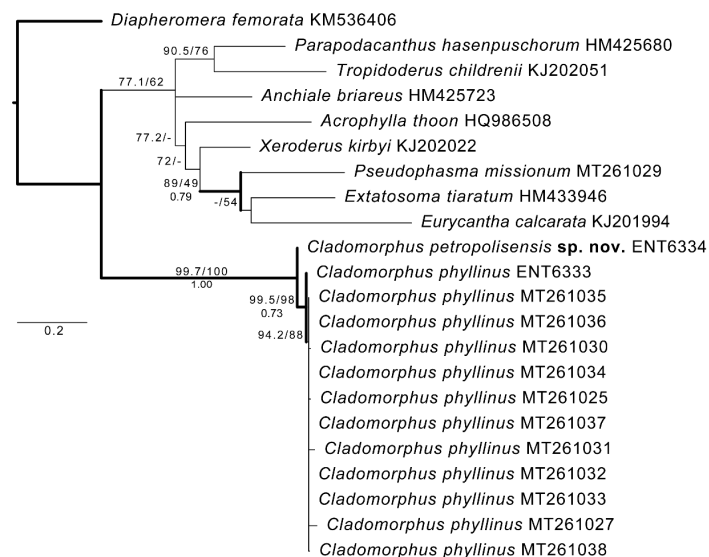 Diapheromera femorata KM536406
Parapodacanthus hasenpuschorum HM425680
90.5/76
Tropidoderus childrenii KJ202051
77.1/62
Anchiale briareus HM425723
Acrophylla thoon HQ986508
77.2/-
Xeroderus kirbyi KJ202022
72/-
Pseudophasma missionum MT261029
89/49
0.79
Extatosoma tiaratum HM433946
-/54
Eurycantha calcarata KJ201994
Cladomorphus petropolisensis sp. nov. ENT6334
99.7/100
1.00
Cladomorphus phyllinus ENT6333
99.5/98
0.73
Cladomorphus phyllinus MT261035
Cladomorphus phyllinus MT261036
0.2
94.2/88
Cladomorphus phyllinus MT261030
Cladomorphus phyllinus MT261034
Cladomorphus phyllinus MT261025
Cladomorphus phyllinus MT261037
Cladomorphus phyllinus MT261031
Cladomorphus phyllinus MT261032
Cladomorphus phyllinus MT261033
Cladomorphus phyllinus MT261027
Cladomorphus phyllinus MT261038